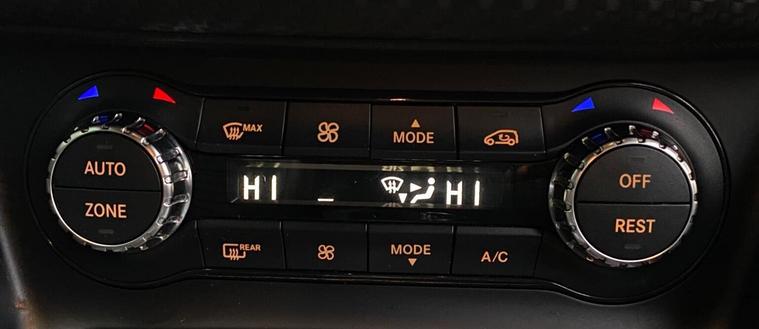 MAX
MODE
AUTO
ZONE
HI
HI
OFF
REST
REAR
MODE
A/C